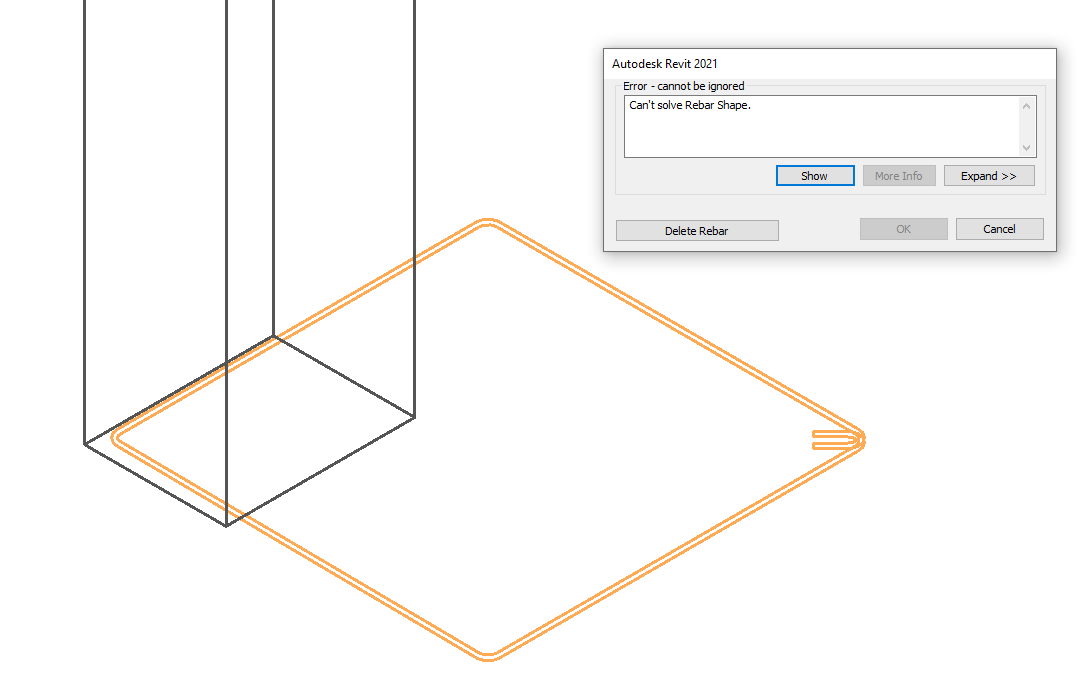 Autodesk Revit 2021
Error - cannot be ignored
Can't solve Rebar Shape.
Show
More Info
Expand >>
Delete Rebar
OK
Cancel